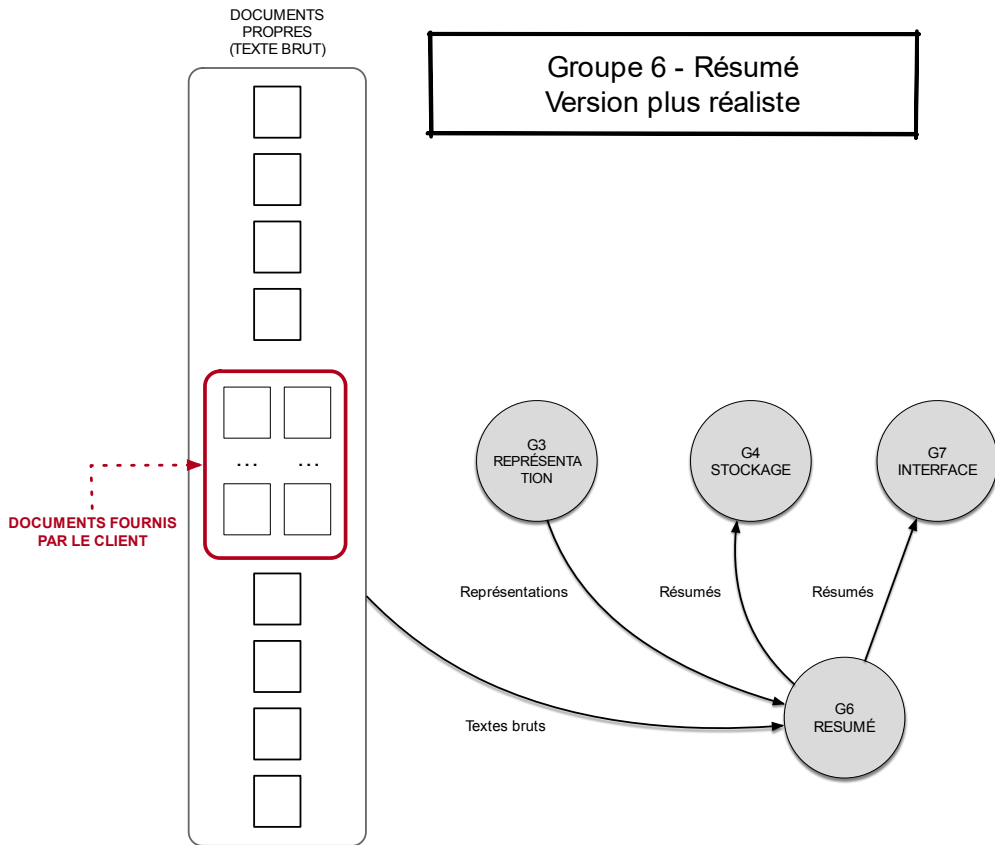 DOCUMENTS
PROPRES
(TEXTE BRUT)
Groupe 6 - Résumé
Version plus réaliste
... ...
DOCUMENTS FOURNIS
PAR LE CLIENT
G3
REPRÉSENTA
TION
G4
STOCKAGE
G7
INTERFACE
Représentations
Résumés
Résumés
Textes bruts
G6
RESUMÉ